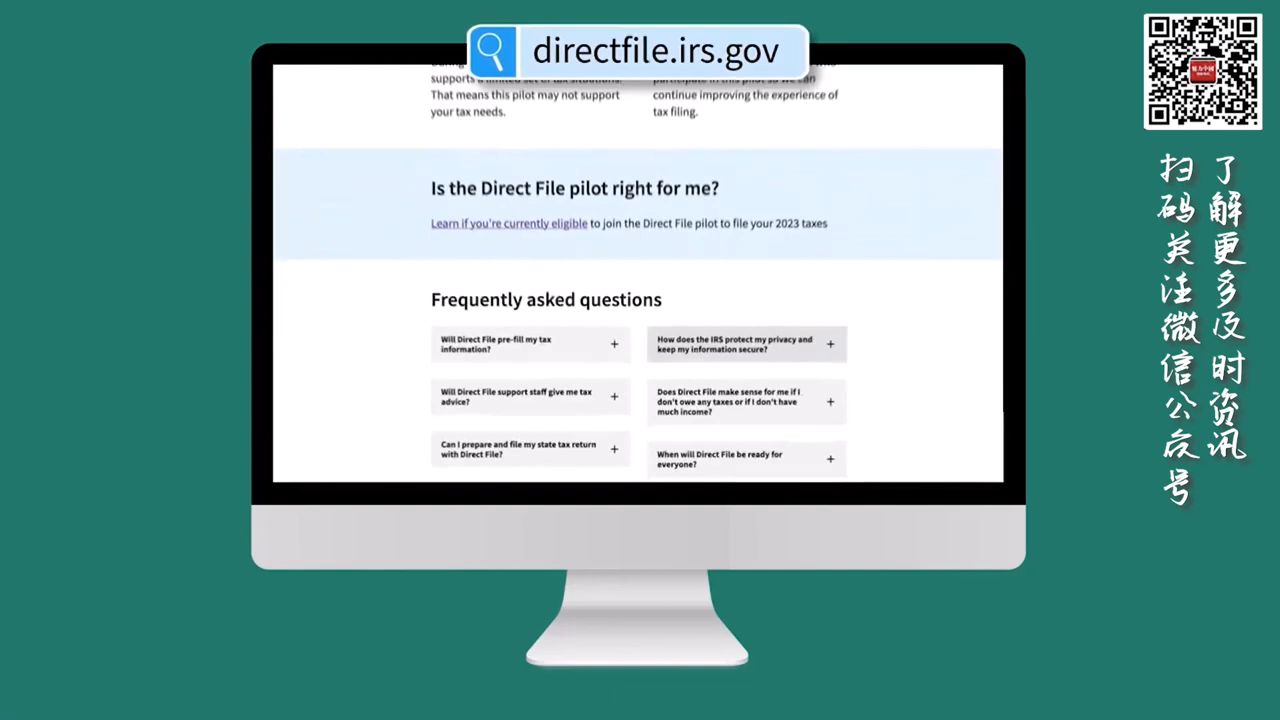 directfile.irs.gov
supports a limited set of tax situations.
That means this pilot may not support
your tax needs.
participate in this pilot so we can
continue improving the experience of
tax filing.
Is the Direct File pilot right for me?
Learn if you're currently eligible to join the Direct File pilot to file your 2023 taxes
Frequently asked questions
Will Direct File pre-fill my tax
information?
How does the IRS protect my privacy and
keep my information secure?
Will Direct File support staff give me tax
advice?
Does Direct File make sense for me if I
don't owe any taxes or if I don't have
much income?
Can I prepare and file my state tax return
with Direct File?
When will Direct File be ready for
everyone?
了解更多及时资讯
扫码关注微信公众号